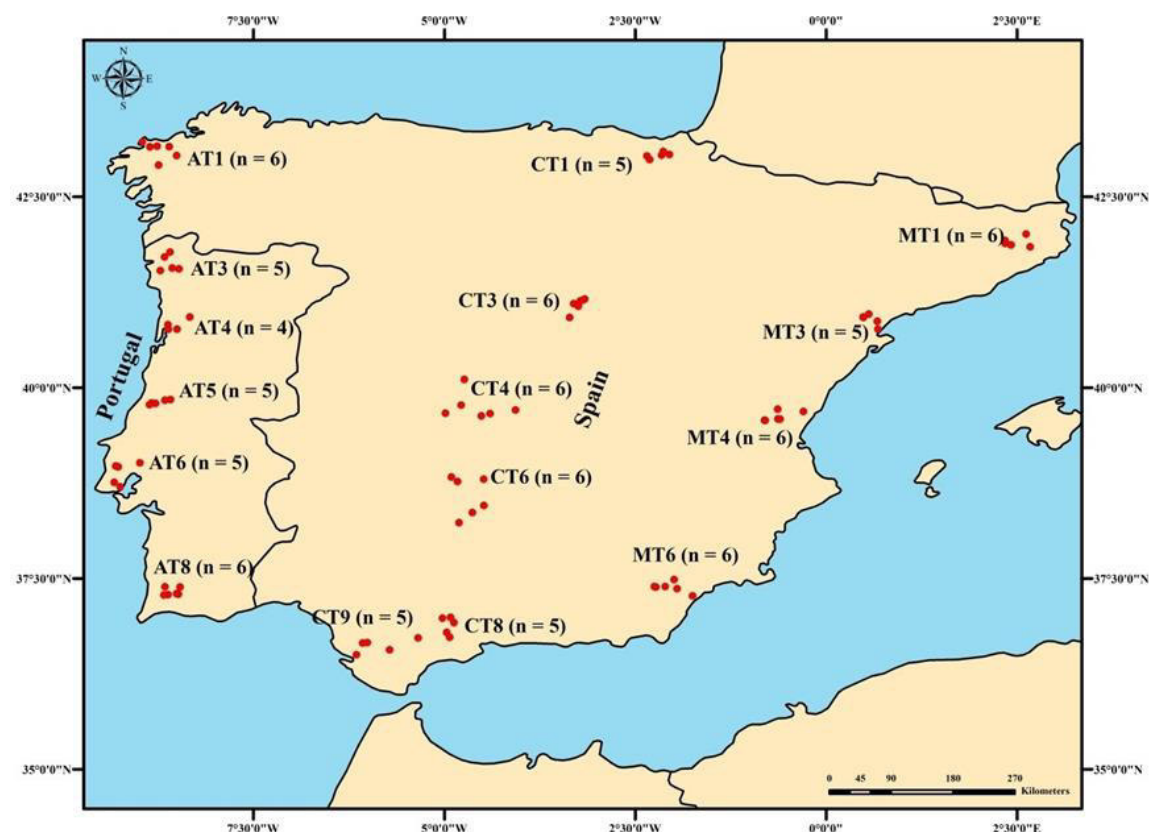 7°30'0"W 5°0'0"W 2°30'0"W 0°0'0" 2°30'0"E
N
W E
S
AT1 (n = 6)
CT1 (n = 5)
42°30'0"N 42°30'0"N
MT1 (n = 6)
AT3 (n = 5)
CT3 (n = 6)
AT4 (n = 4)
MT3 (n = 5)
Portugal
Spain
40°0'0"N 40°0'0"N
AT5 (n = 5)
CT4 (n = 6)
MT4 (n = 6)
AT6 (n = 5)
CT6 (n = 6)
MT6 (n = 6)
AT8 (n = 6)
37°30'0"N 37°30'0"N
CT9 (n = 5)
CT8 (n = 5)
35°0'0"N 35°0'0"N
0 45 90 180 270
Kilometers
7°30'0"W 5°0'0"W 2°30'0"W 0°0'0" 2°30'0"E